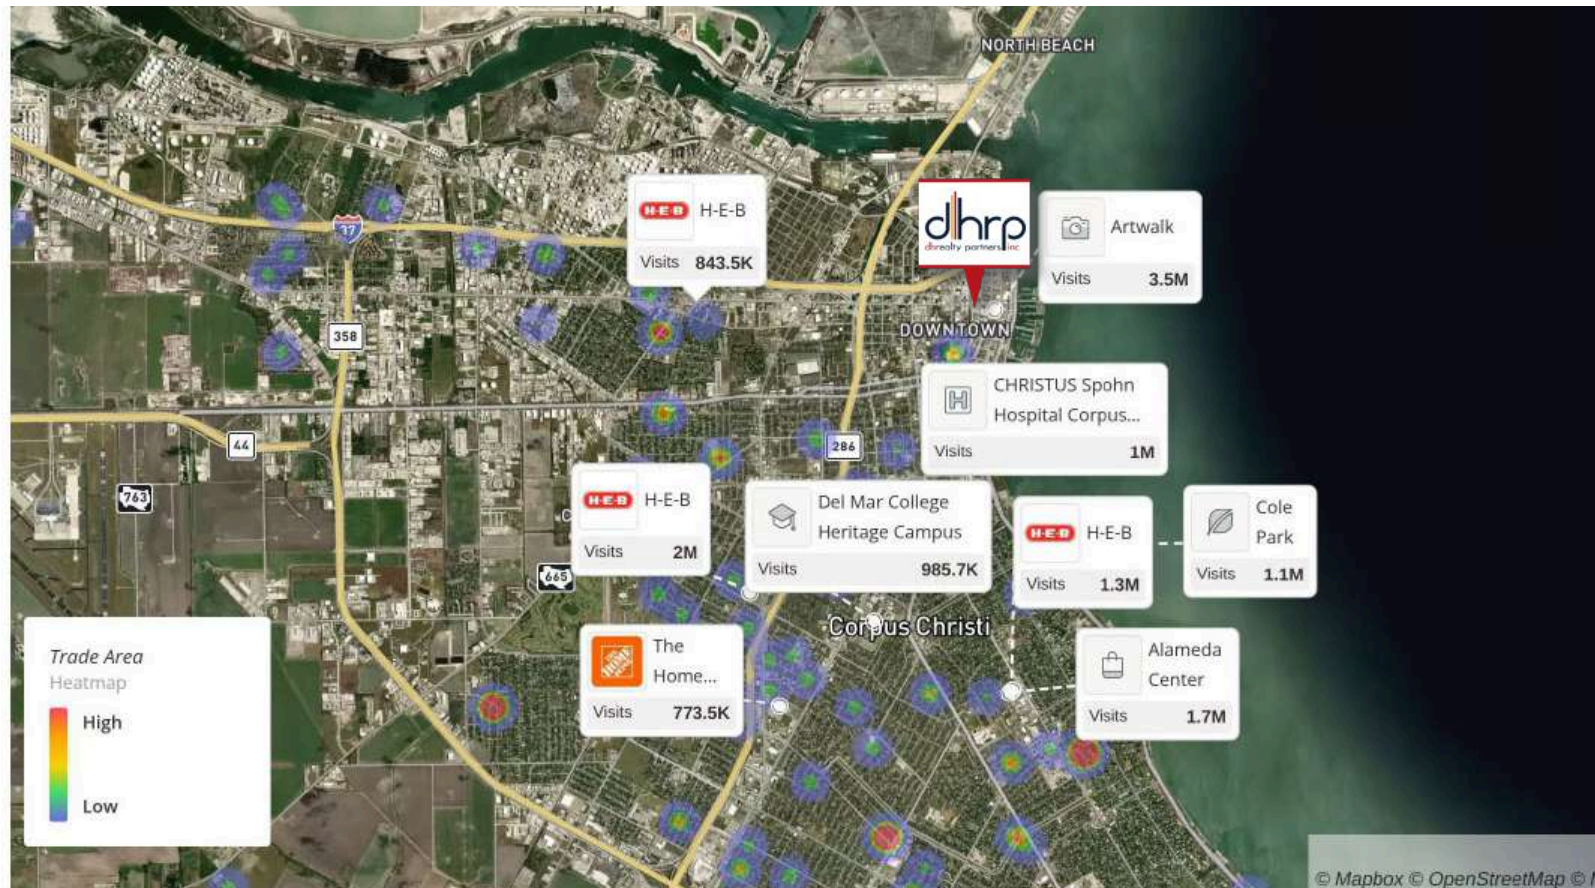 NORTH BEACH
H-E-B
H-E-B
Visits 843.5K
dhrp
dhrealty partners inc
Artwalk
Visits 3.5M
37
358
DOWNTOWN
CHRISTUS Spohn
Hospital Corpus...
Visits 1M
44
286
763
H-E-B
H-E-B
Visits 2M
Del Mar College
Heritage Campus
Visits 985.7K
H-E-B
H-E-B
Visits 1.3M
Cole
Park
Visits 1.1M
665
Corpus Christi
The
Home...
Visits 773.5K
Alameda
Center
Visits 1.7M
Trade Area
Heatmap
High
Low
© Mapbox © OpenStreetMap ©